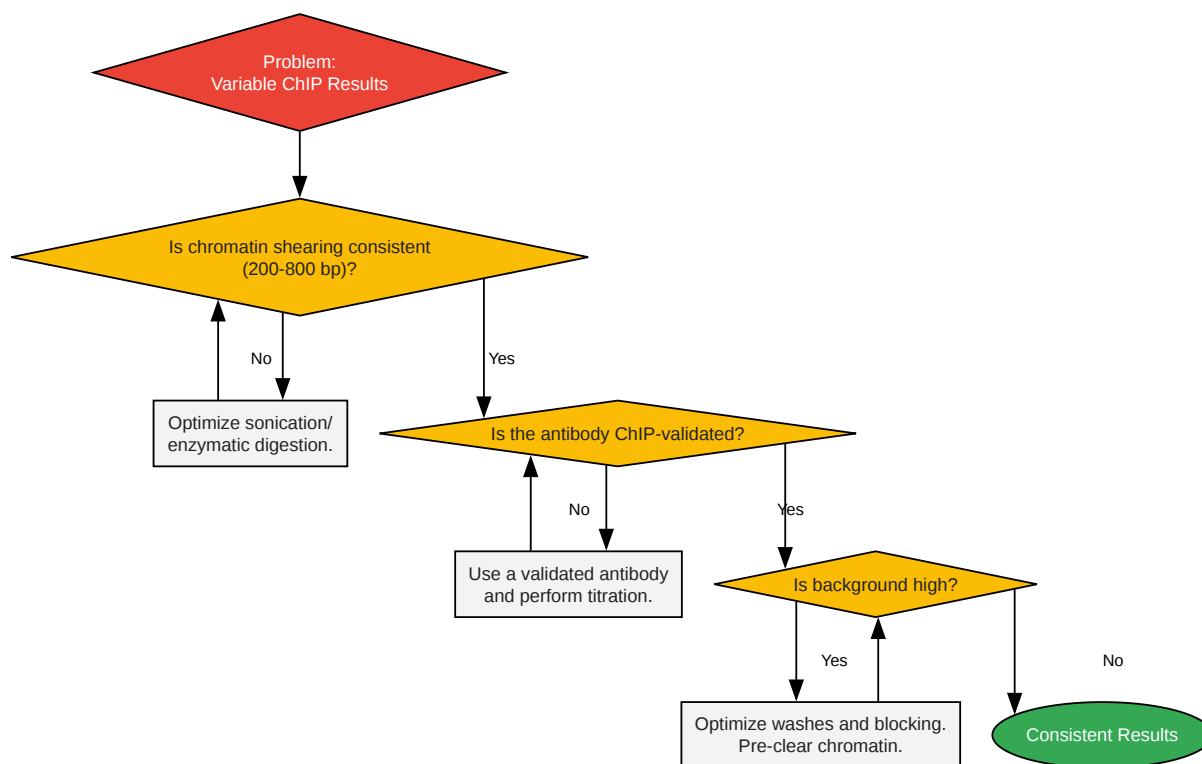 Problem:
Variable ChIP Results
Is chromatin shearing consistent
(200-800 bp)?
No
Yes
Optimize sonication/
enzymatic digestion.
Is the antibody ChIP-validated?
No
Yes
Use a validated antibody
and perform titration.
Is background high?
Yes
No
Optimize washes and blocking.
Pre-clear chromatin.
Consistent Results